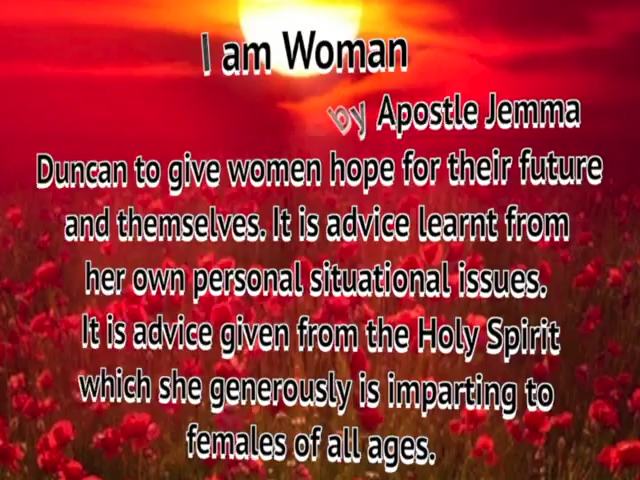 I am Woman
by Apostle Jemma
Duncan to give women hope for their future
and themselves. It is advice learnt from
her own personal situational issues.
It is advice given from the Holy Spirit
which she generously is imparting to
females of all ages.